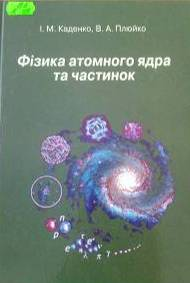 І. М. Каденко, В. А. Плюйко
Фізика атомного ядра
та частинок
n
p
e